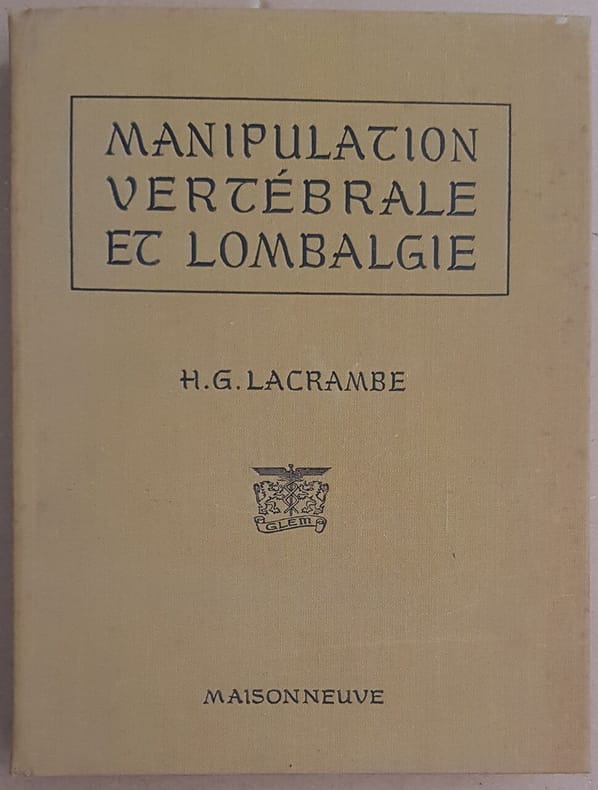 MANIPULATION
VERTÉBRALE
ET LOMBALGIE
H.G. LACRAMBE
GLEM
MAISONNEUVE